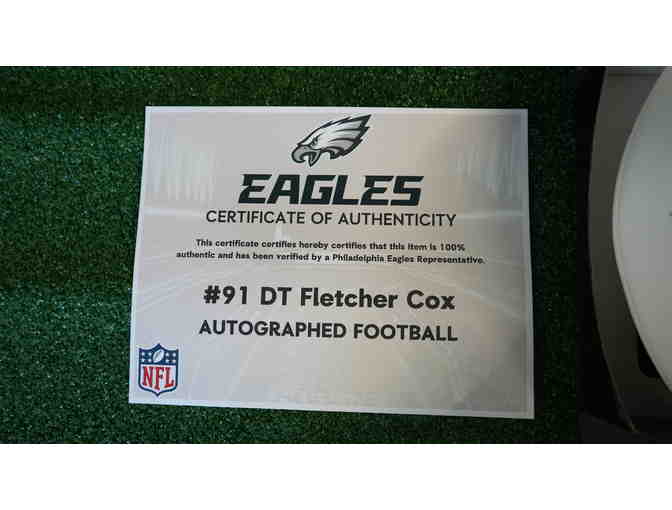 EAGLES
CERTIFICATE OF AUTHENTICITY
This certificate certifies hereby certifies that this item is 100%
authentic and has been verified by a Philadelphia Eagles Representative.
#91 DT Fletcher Cox
AUTOGRAPHED FOOTBALL
NFL